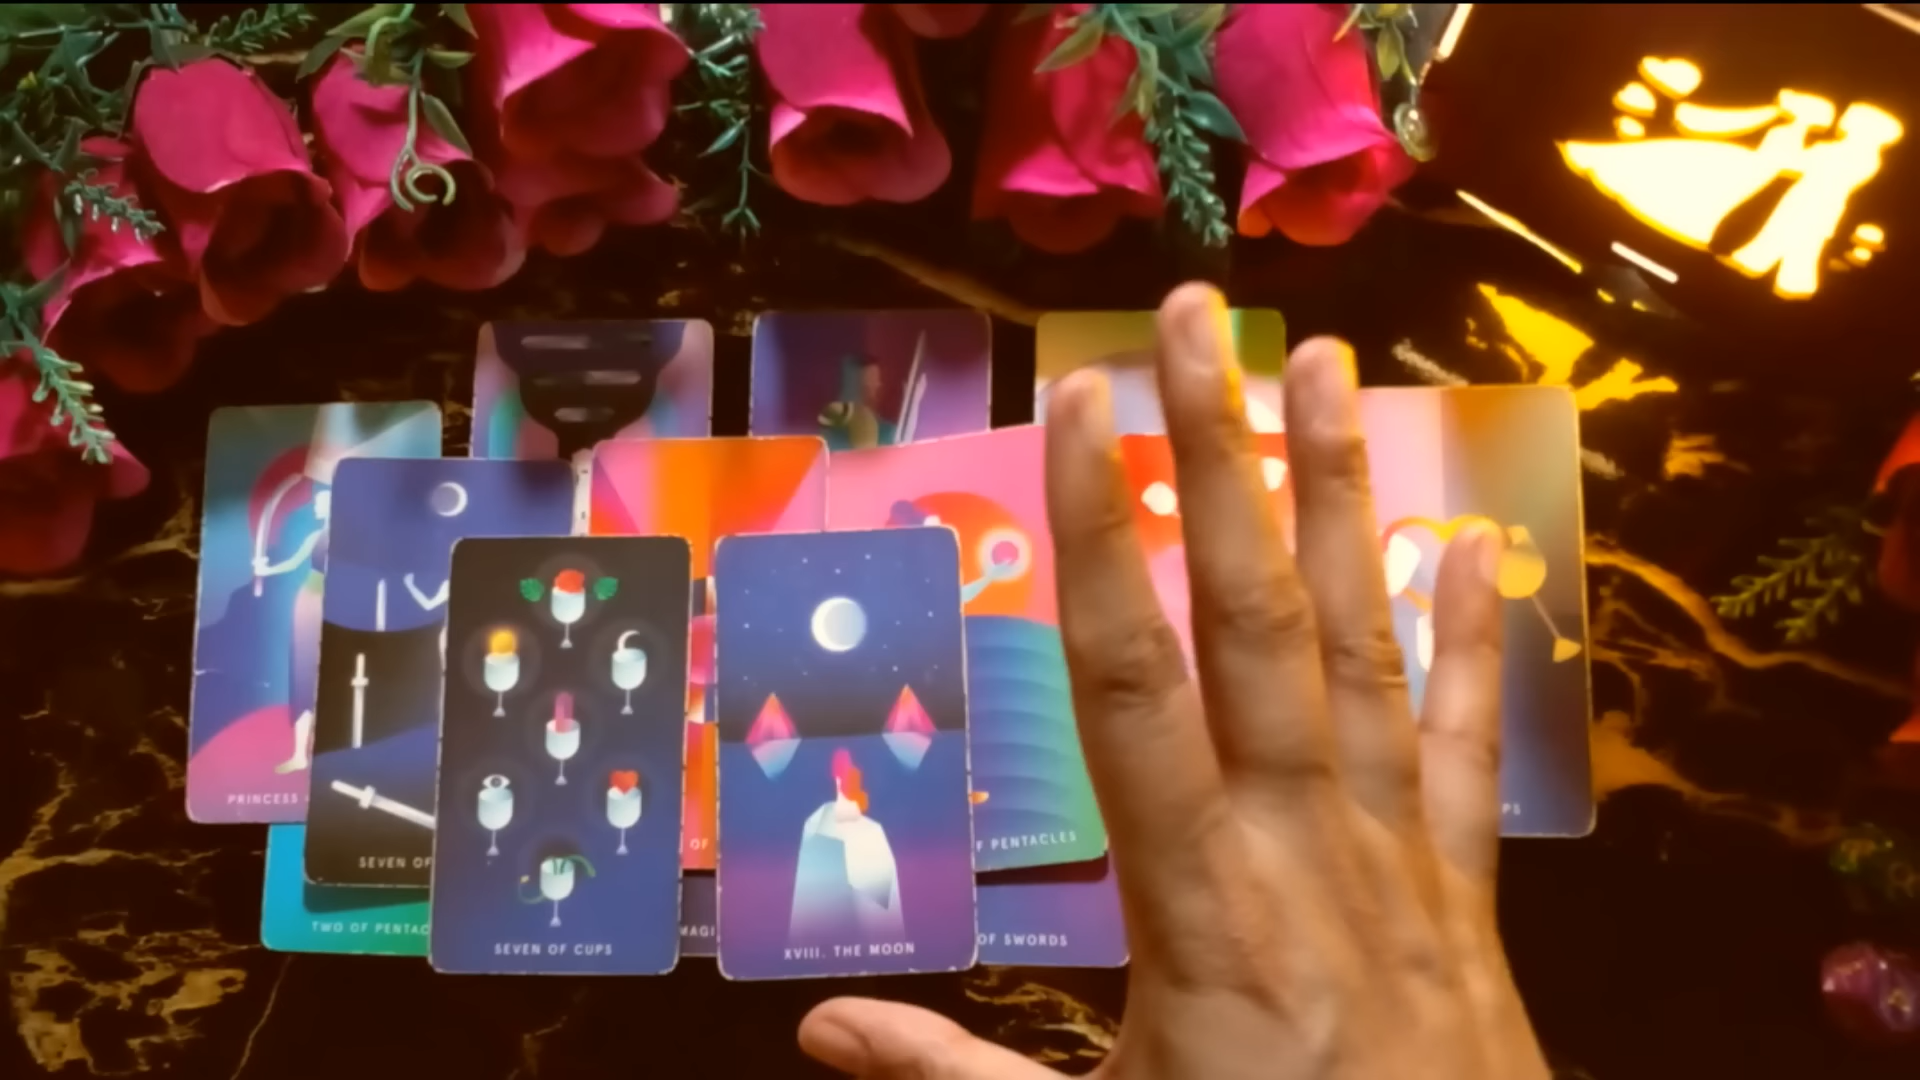 PRINCESS
SEVEN OF
TWO OF PENTAC
SEVEN OF CUPS
OF
MAGI
XVIII. THE MOON
F PENTACLES
OF SWORDS
PS